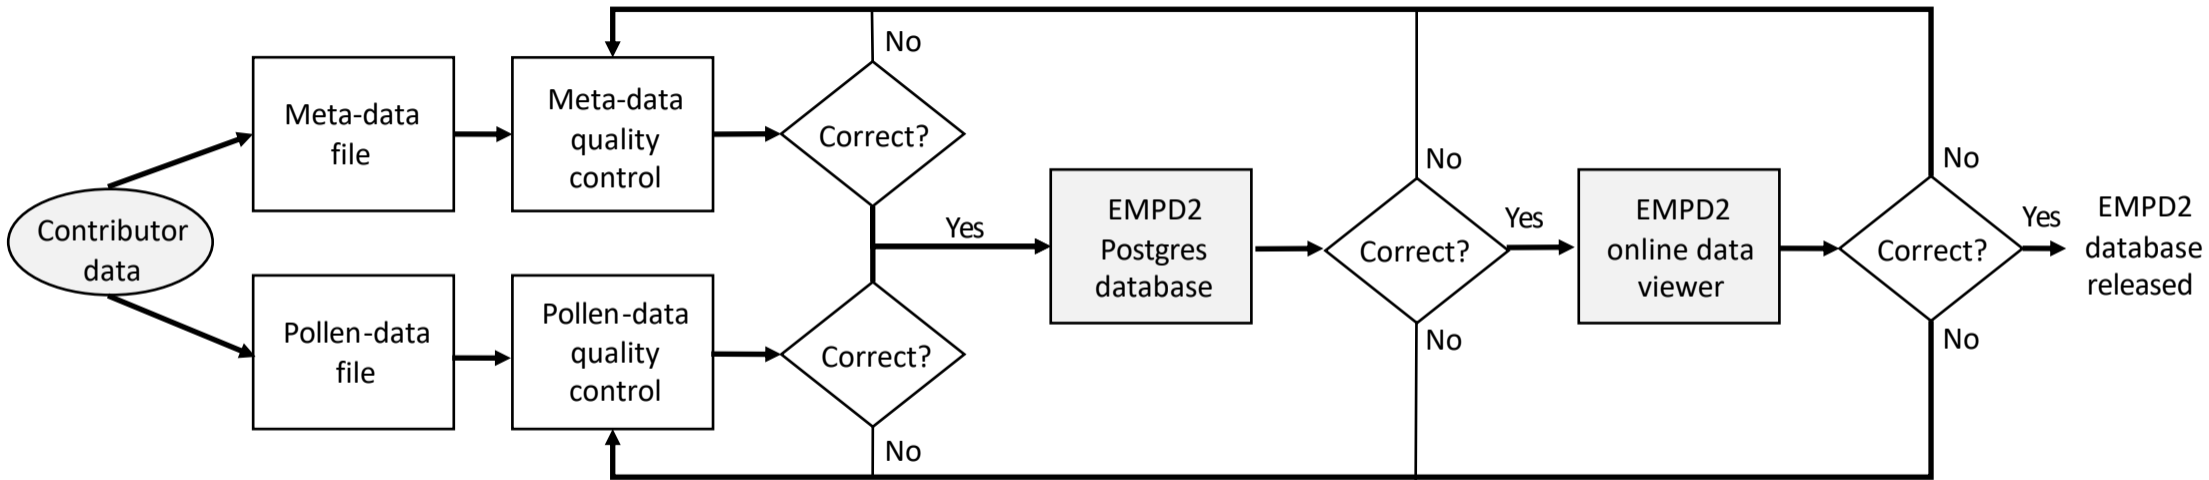 Contributor
data
Meta-data
file
Pollen-data
file
Meta-data
quality
control
Pollen-data
quality
control
No
Correct?
Yes
Correct?
No
EMPD2
Postgres
database
No
Correct?
Yes
No
EMPD2
online data
viewer
No
Correct?
Yes
No
EMPD2
database
released